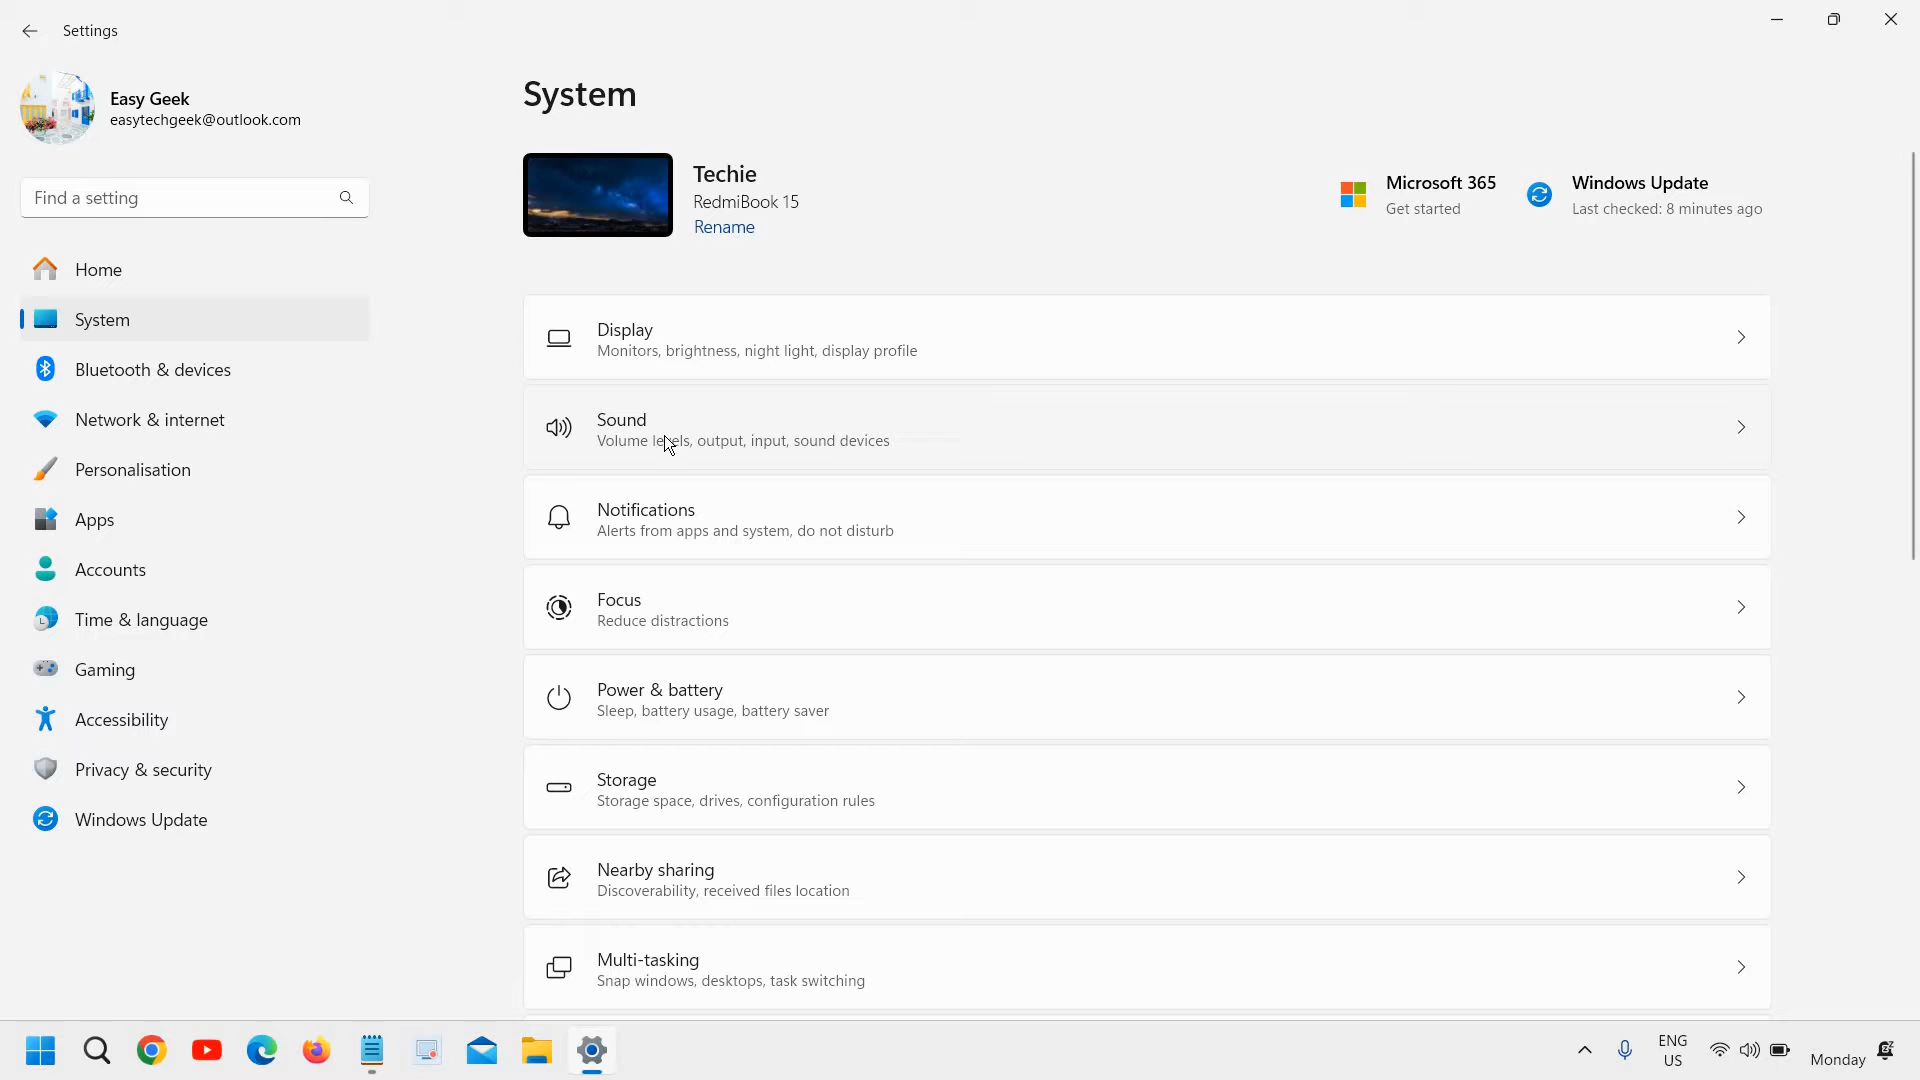 Settings
Easy Geek
easytechgeek@outlook.com
Find a setting
Home
System
Bluetooth & devices
Network & internet
Personalisation
Apps
Accounts
Time & language
Gaming
Accessibility
Privacy & security
Windows Update
System
Techie
RedmiBook 15
Rename
Microsoft 365
Get started
Windows Update
Last checked: 8 minutes ago
Display
Monitors, brightness, night light, display profile
Sound
Volume levels, output, input, sound devices
Notifications
Alerts from apps and system, do not disturb
Focus
Reduce distractions
Power & battery
Sleep, battery usage, battery saver
Storage
Storage space, drives, configuration rules
Nearby sharing
Discoverability, received files location
Multi-tasking
Snap windows, desktops, task switching
ENG
US
Monday